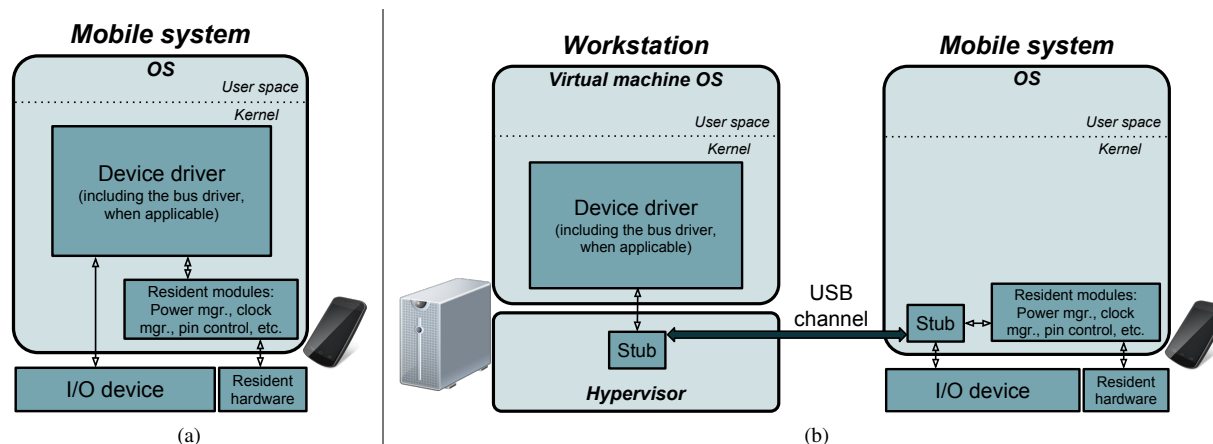 Mobile system
OS
User space
Kernel
Device driver
(including the bus driver,
when applicable)
Resident modules:
Power mgr., clock
mgr., pin control, etc.
I/O device
Resident
hardware
(a)
Workstation
Virtual machine OS
User space
Kernel
Device driver
(including the bus driver,
when applicable)
Stub
Hypervisor
USB
channel
Mobile system
OS
User space
Kernel
Stub
Resident modules:
Power mgr., clock
mgr., pin control, etc.
I/O device
Resident
hardware
(b)